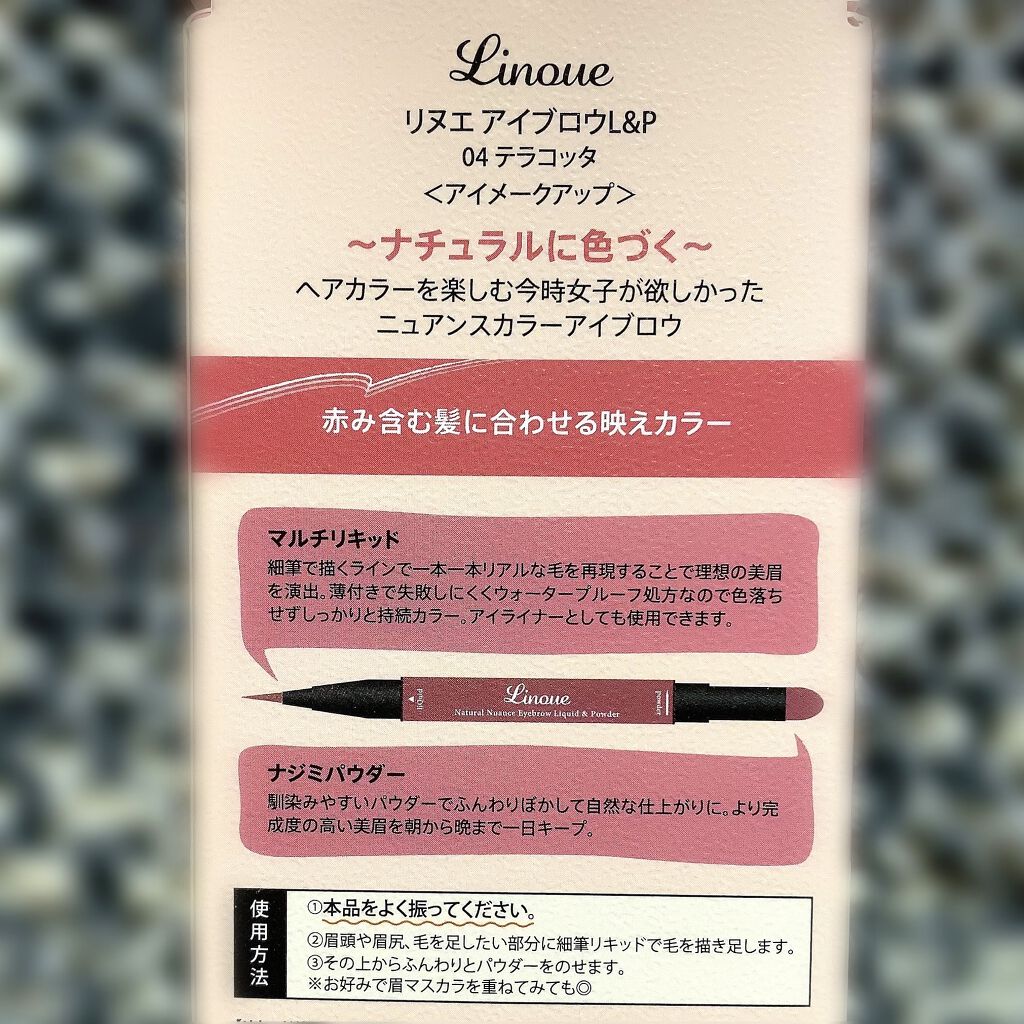 Linoue
リヌエ アイブロウL&P
04 テラコッタ
＜アイメークアップ＞
～ナチュラルに色づく～
ヘアカラーを楽しむ今時女子が欲しかった
ニュアンスカラーアイブロウ
赤み含む髪に合わせる映えカラー
マルチリキッド
細筆で描くラインで一本一本リアルな毛を再現することで理想の美眉
を演出。薄付きで失敗しにくくウォータープルーフ処方なので色落ち
せずしっかりと持続カラー。アイライナーとしても使用できます。
liquid
Linoue
Natural Nuance Eyebrow Liquid & Powder
powder
ナジミパウダー
馴染みやすいパウダーでふんわりぼかして自然な仕上がりに。より完
成度の高い美眉を朝から晩まで一日キープ。
使用方法
①本品をよく振ってください。
②眉頭や眉尻、毛を足したい部分に細筆リキッドで毛を描き足します。
③その上からふんわりとパウダーをのせます。
※お好みで眉マスカラを重ねてみても◎